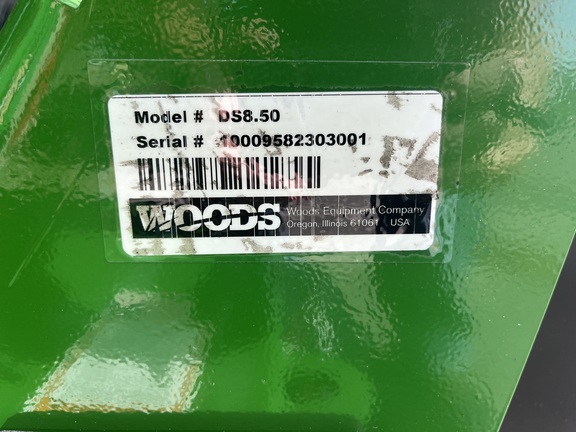 Model # DS8.50
Serial # 10009582303001
WOODS Woods Equipment Company
Oregon, Illinois 61061 USA